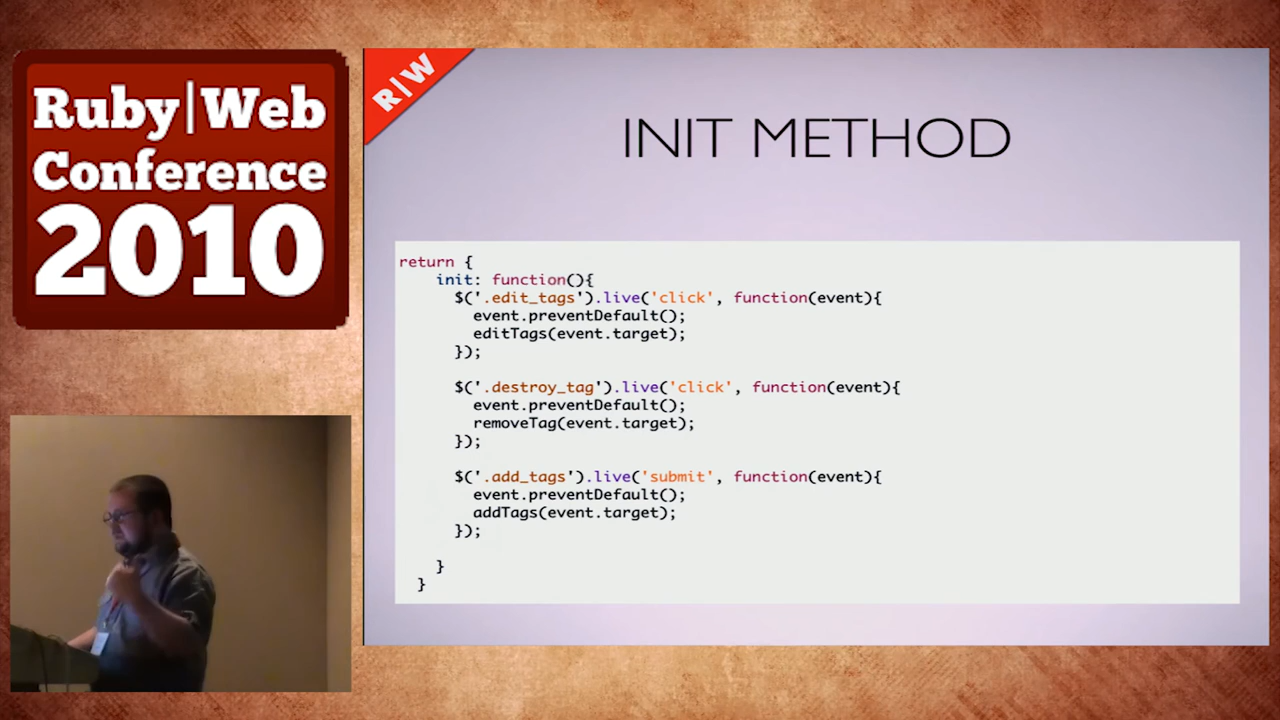 Ruby|Web
Conference
2010
R|W
INIT METHOD
return {
    init: function(){
      $('.edit_tags').live('click', function(event){
        event.preventDefault();
        editTags(event.target);
      });

      $('.destroy_tag').live('click', function(event){
        event.preventDefault();
        removeTag(event.target);
      });

      $('.add_tags').live('submit', function(event){
        event.preventDefault();
        addTags(event.target);
      });

    }
  }